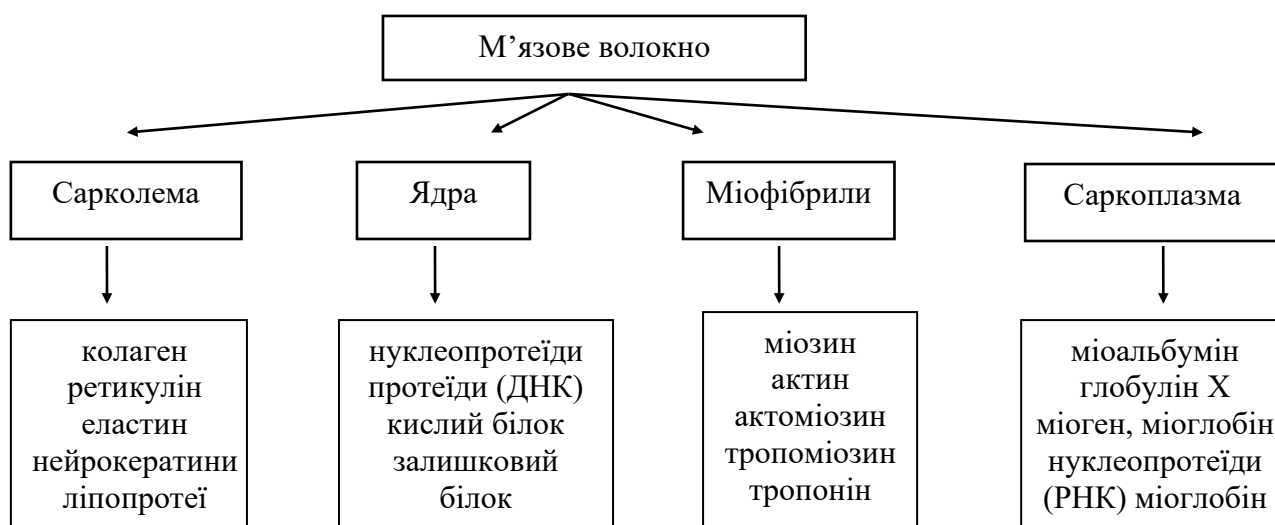 М’язове волокно
Сарколема
Ядра
Міофібрили
Саркоплазма
колаген
ретикулін
еластин
нейрокератини
ліпопротеї
нуклеопротеїди
протеїди (ДНК)
кислий білок
залишковий
білок
міозин
актин
актоміозин
тропоміозин
тропонін
міоальбумін
глобулін Х
міоген, міоглобін
нуклеопротеїди
(РНК) міоглобін